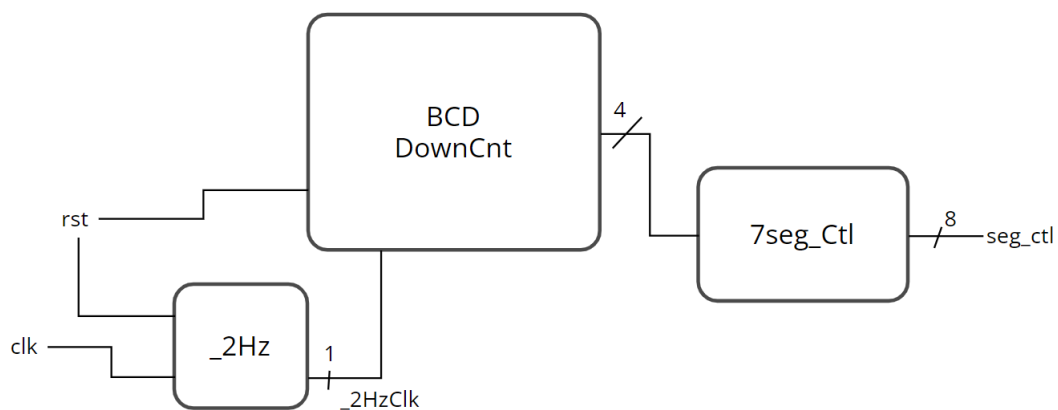 BCD
DownCnt
4
rst
7seg_Ctl
8
seg_ctl
clk
_2Hz
1
_2HzClk